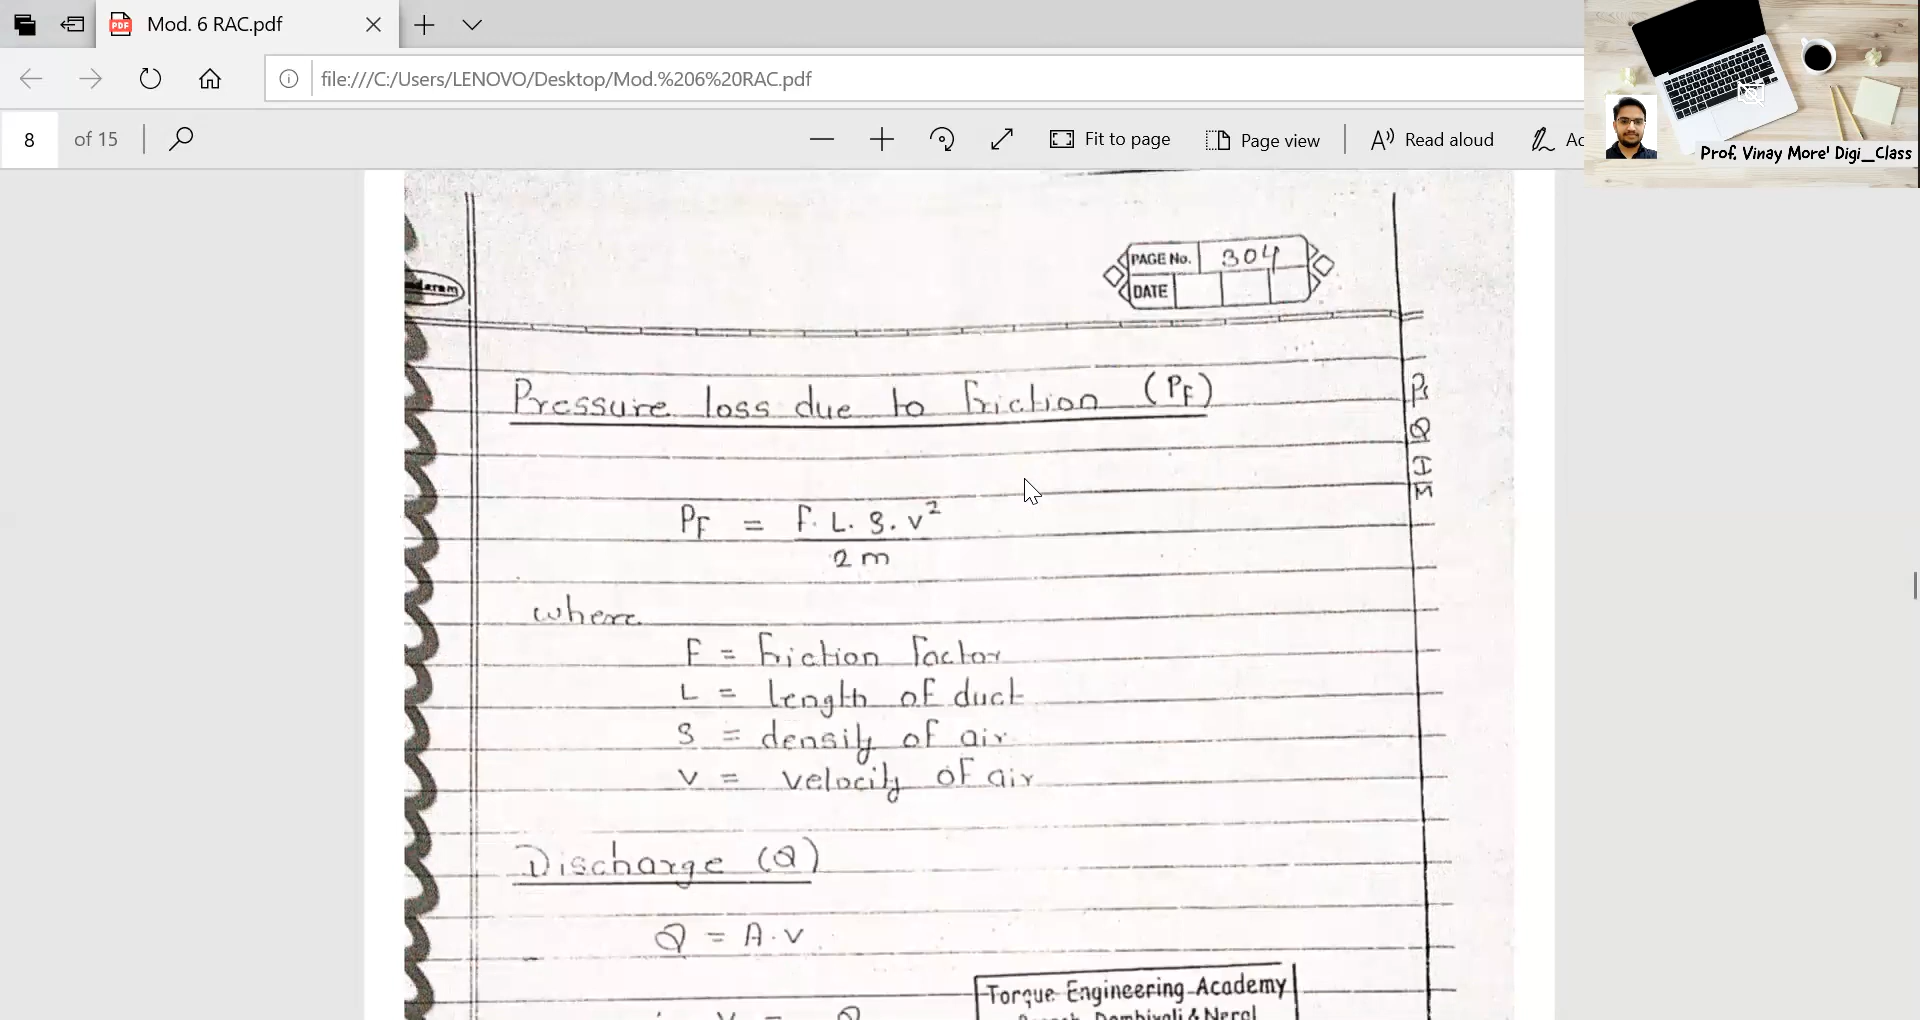 Mod. 6 RAC.pdf
file:///C:/Users/LENOVO/Desktop/Mod.%206%20RAC.pdf
8 of 15
Fit to page
Page view
Read aloud
Prof. Vinay More' Digi_Class
PAGE No. 304
DATE
Pressure loss due to friction (PF)
PF = f. L. ρ. v²
2 m
where
F = friction factor
L = length of duct
ρ = density of air
v = velocity of air
Discharge (Q)
Q = A. v
Torque Engineering Academy